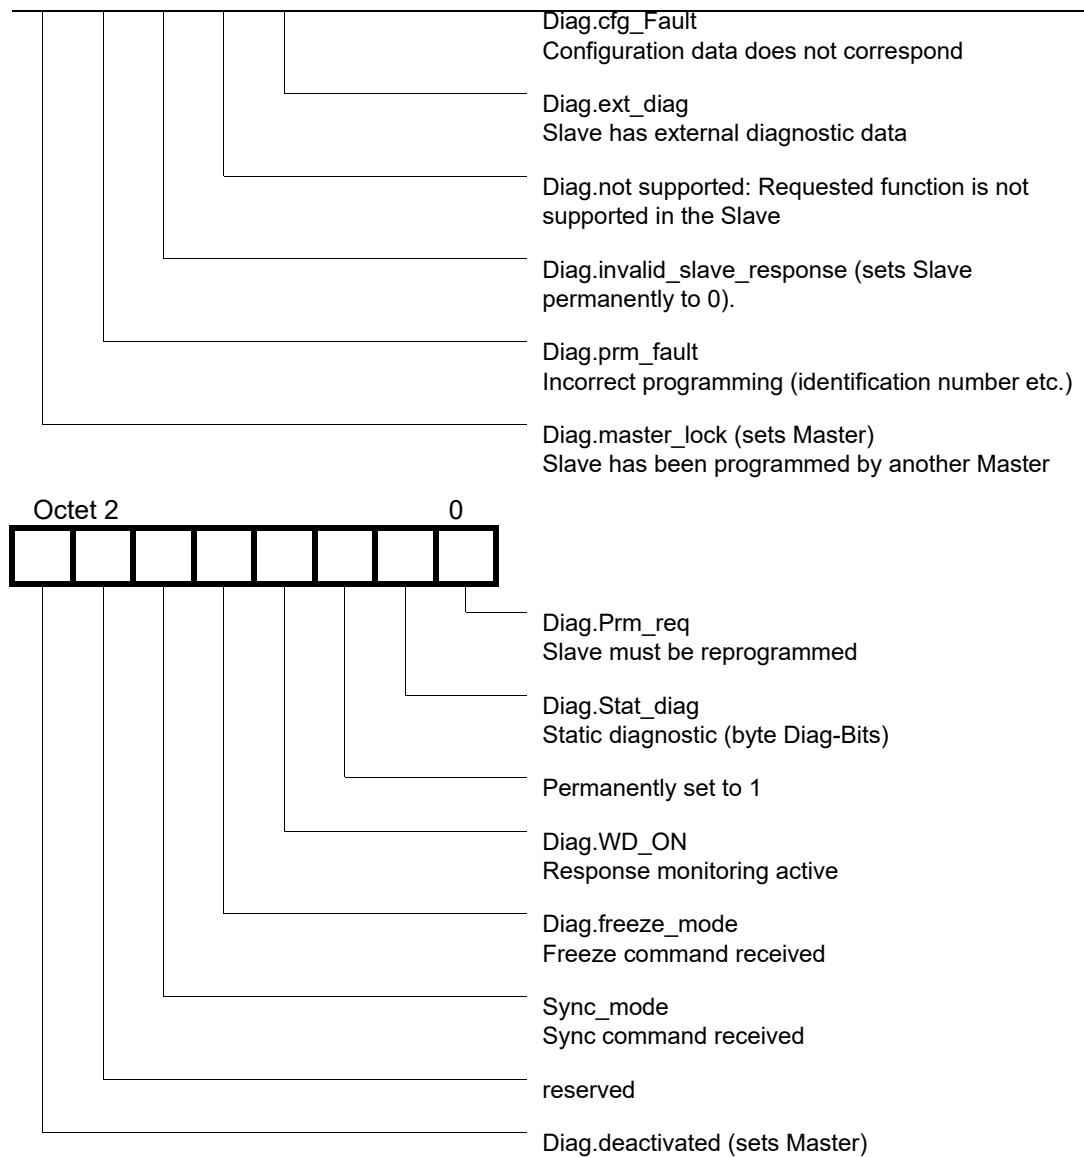 Diag.cfg_Fault
Configuration data does not correspond
Diag.ext_diag
Slave has external diagnostic data
Diag.not supported: Requested function is not
supported in the Slave
Diag.invalid_slave_response (sets Slave
permanently to 0).
Diag.prm_fault
Incorrect programming (identification number etc.)
Diag.master_lock (sets Master)
Slave has been programmed by another Master
Octet 2 0
Diag.Prm_req
Slave must be reprogrammed
Diag.Stat_diag
Static diagnostic (byte Diag-Bits)
Permanently set to 1
Diag.WD_ON
Response monitoring active
Diag.freeze_mode
Freeze command received
Sync_mode
Sync command received
reserved
Diag.deactivated (sets Master)